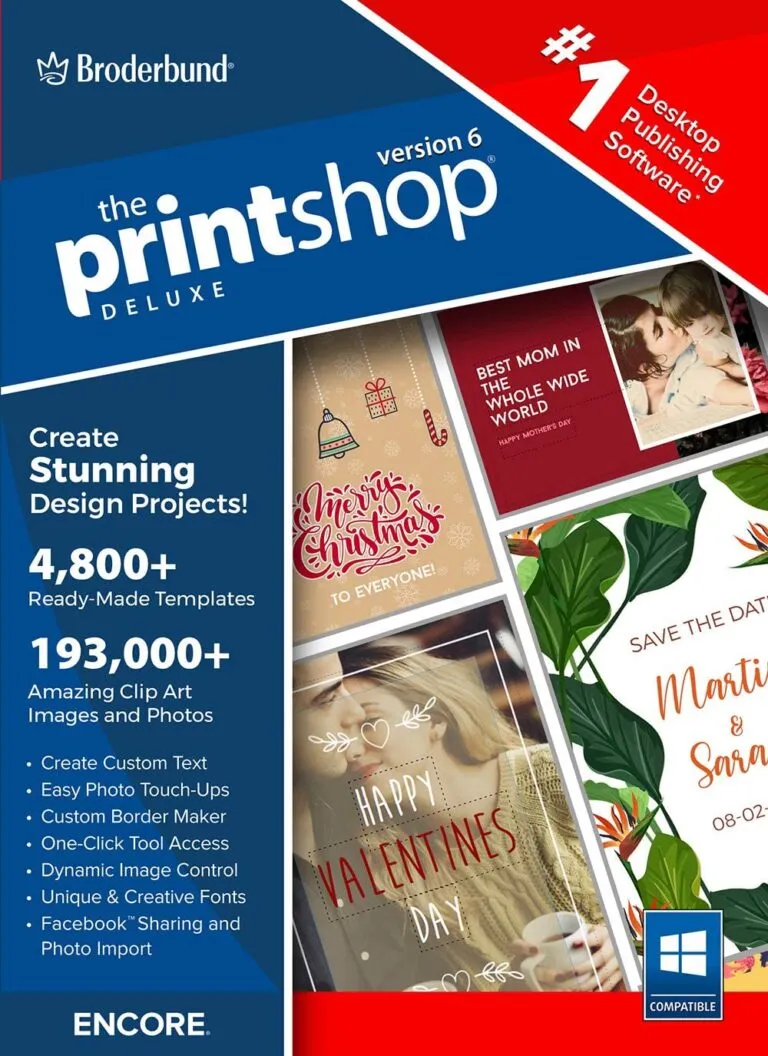 Broderbund®
#1
Desktop
Publishing
Software*
version 6
the
printshop®
DELUXE
Create
Stunning
Design Projects!
4,800+
Ready-Made Templates
193,000+
Amazing Clip Art
Images and Photos
• Create Custom Text
• Easy Photo Touch-Ups
• Custom Border Maker
• One-Click Tool Access
• Dynamic Image Control
• Unique & Creative Fonts
• Facebook™ Sharing and
Photo Import
ENCORE®
BEST MOM IN
THE
WHOLE WIDE
WORLD
HAPPY MOTHER'S DAY
Merry
Christmas
TO EVERYONE!
SAVE THE DAT
Marti
&
Sara
08-02-
HAPPY
VALENTINES
DAY
COMPATIBLE